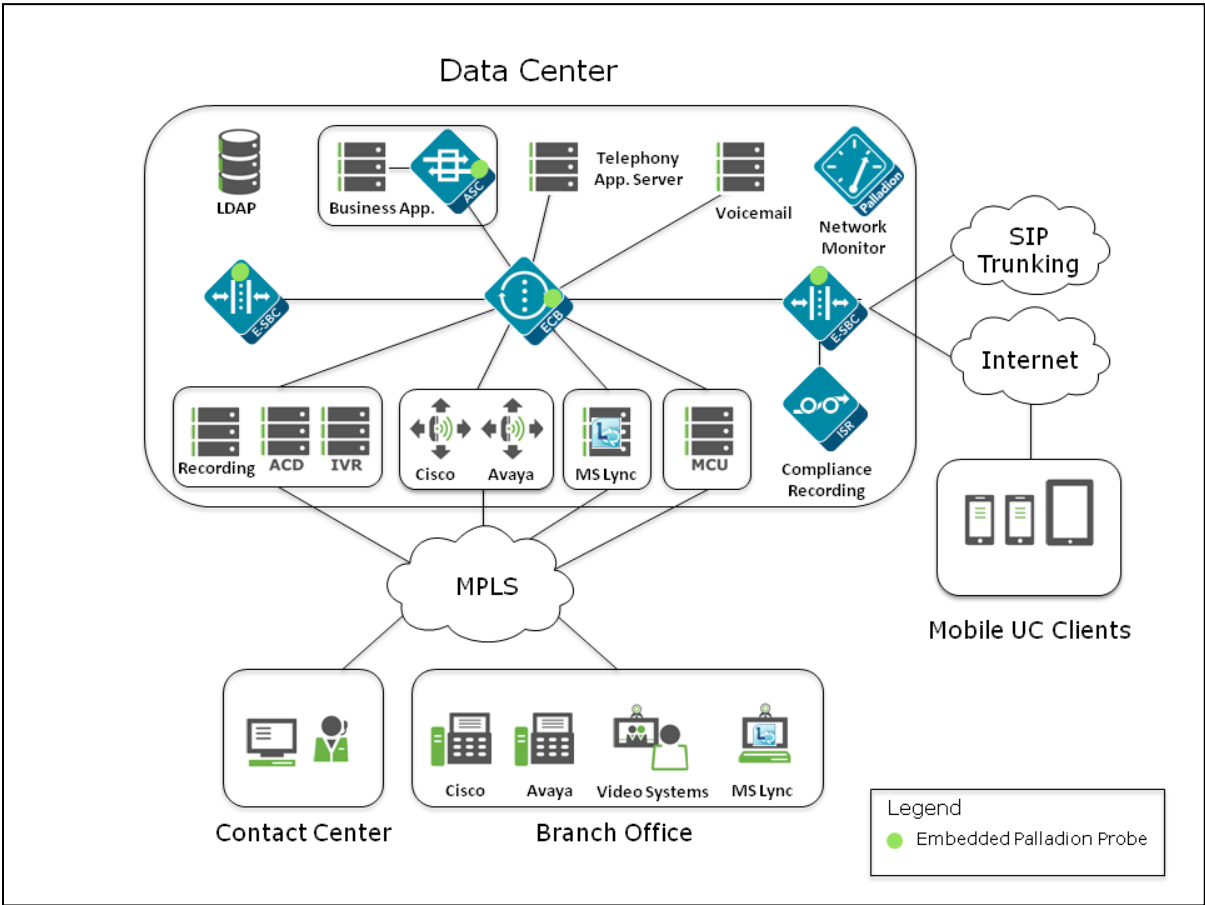 Data Center
LDAP
Business App.
ASC
Telephony
App. Server
Voicemail
Palladion
Network
Monitor
SIP
Trunking
E-SBC
ECB
E-SBC
Internet
Recording
ACD
IVR
Cisco
Avaya
MS Lync
MCU
ISR
Compliance
Recording
MPLS
Mobile UC Clients
Cisco
Avaya
Video Systems
MS Lync
Contact Center
Branch Office
Legend
Embedded Palladion Probe